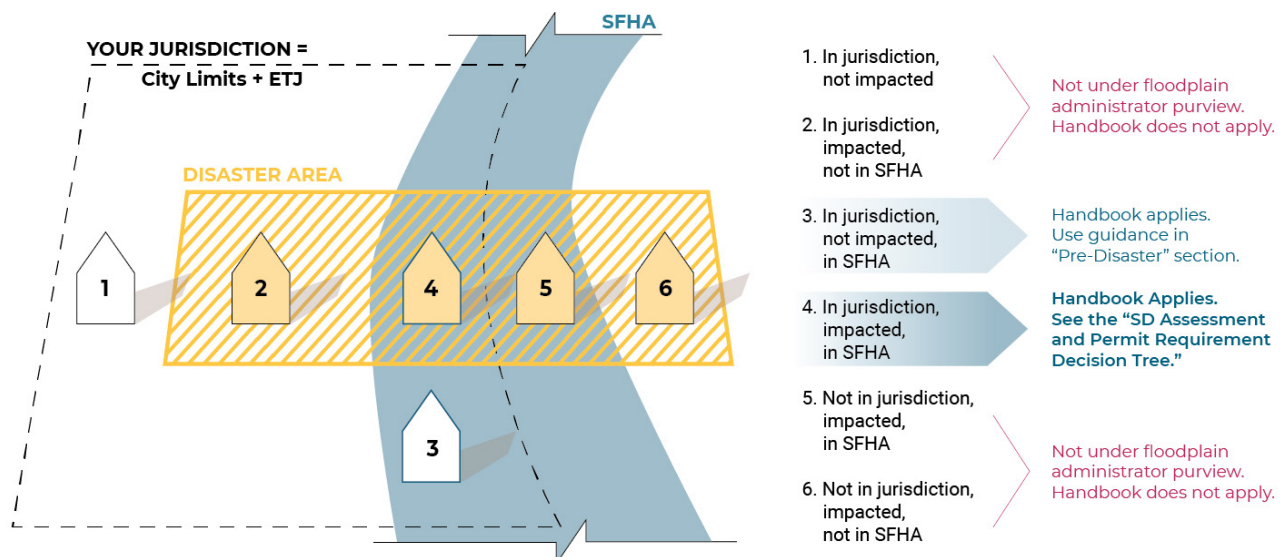 SFHA
YOUR JURISDICTION =
City Limits + ETJ
DISASTER AREA
1
2
4
5
6
3
1. In jurisdiction,
not impacted
2. In jurisdiction,
impacted,
not in SFHA
Not under floodplain
administrator purview.
Handbook does not apply.
3. In jurisdiction,
not impacted,
in SFHA
Handbook applies.
Use guidance in
“Pre-Disaster” section.
4. In jurisdiction,
impacted,
in SFHA
Handbook Applies.
See the “SD Assessment
and Permit Requirement
Decision Tree.”
5. Not in jurisdiction,
impacted,
in SFHA
6. Not in jurisdiction,
impacted,
not in SFHA
Not under floodplain
administrator purview.
Handbook does not apply.